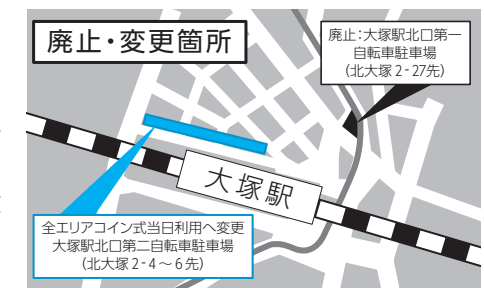 廃止・変更箇所
廃止：大塚駅北口第一
自転車駐車場
(北大塚2-27先)
大塚駅
全エリアコイン式当日利用へ変更
大塚駅北口第二自転車駐車場
(北大塚2-4～6先)